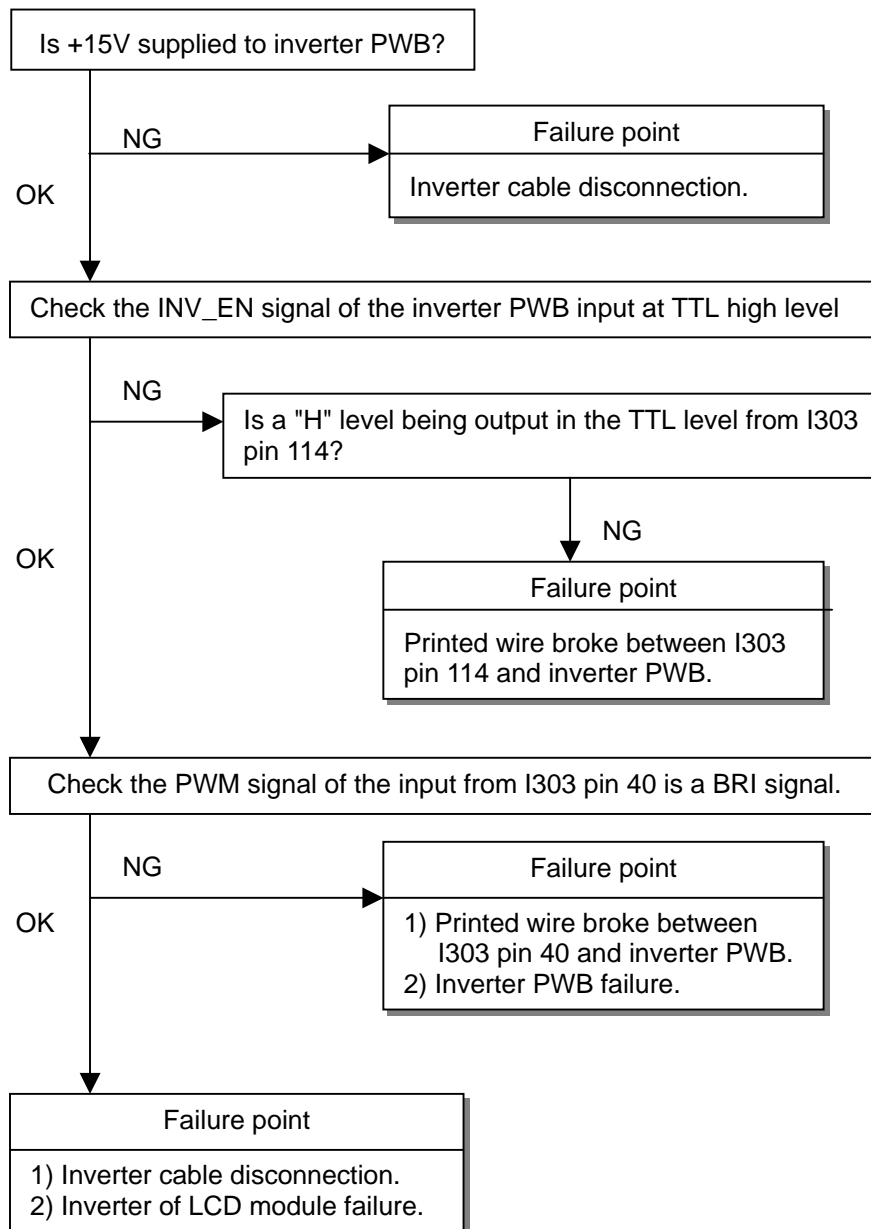 Is +15V supplied to inverter PWB?
NG
Failure point
Inverter cable disconnection.
OK
Check the INV_EN signal of the inverter PWB input at TTL high level
NG
Is a "H" level being output in the TTL level from I303
pin 114?
NG
OK
Failure point
Printed wire broke between I303
pin 114 and inverter PWB.
Check the PWM signal of the input from I303 pin 40 is a BRI signal.
NG
Failure point
1) Printed wire broke between
I303 pin 40 and inverter PWB.
2) Inverter PWB failure.
OK
Failure point
1) Inverter cable disconnection.
2) Inverter of LCD module failure.